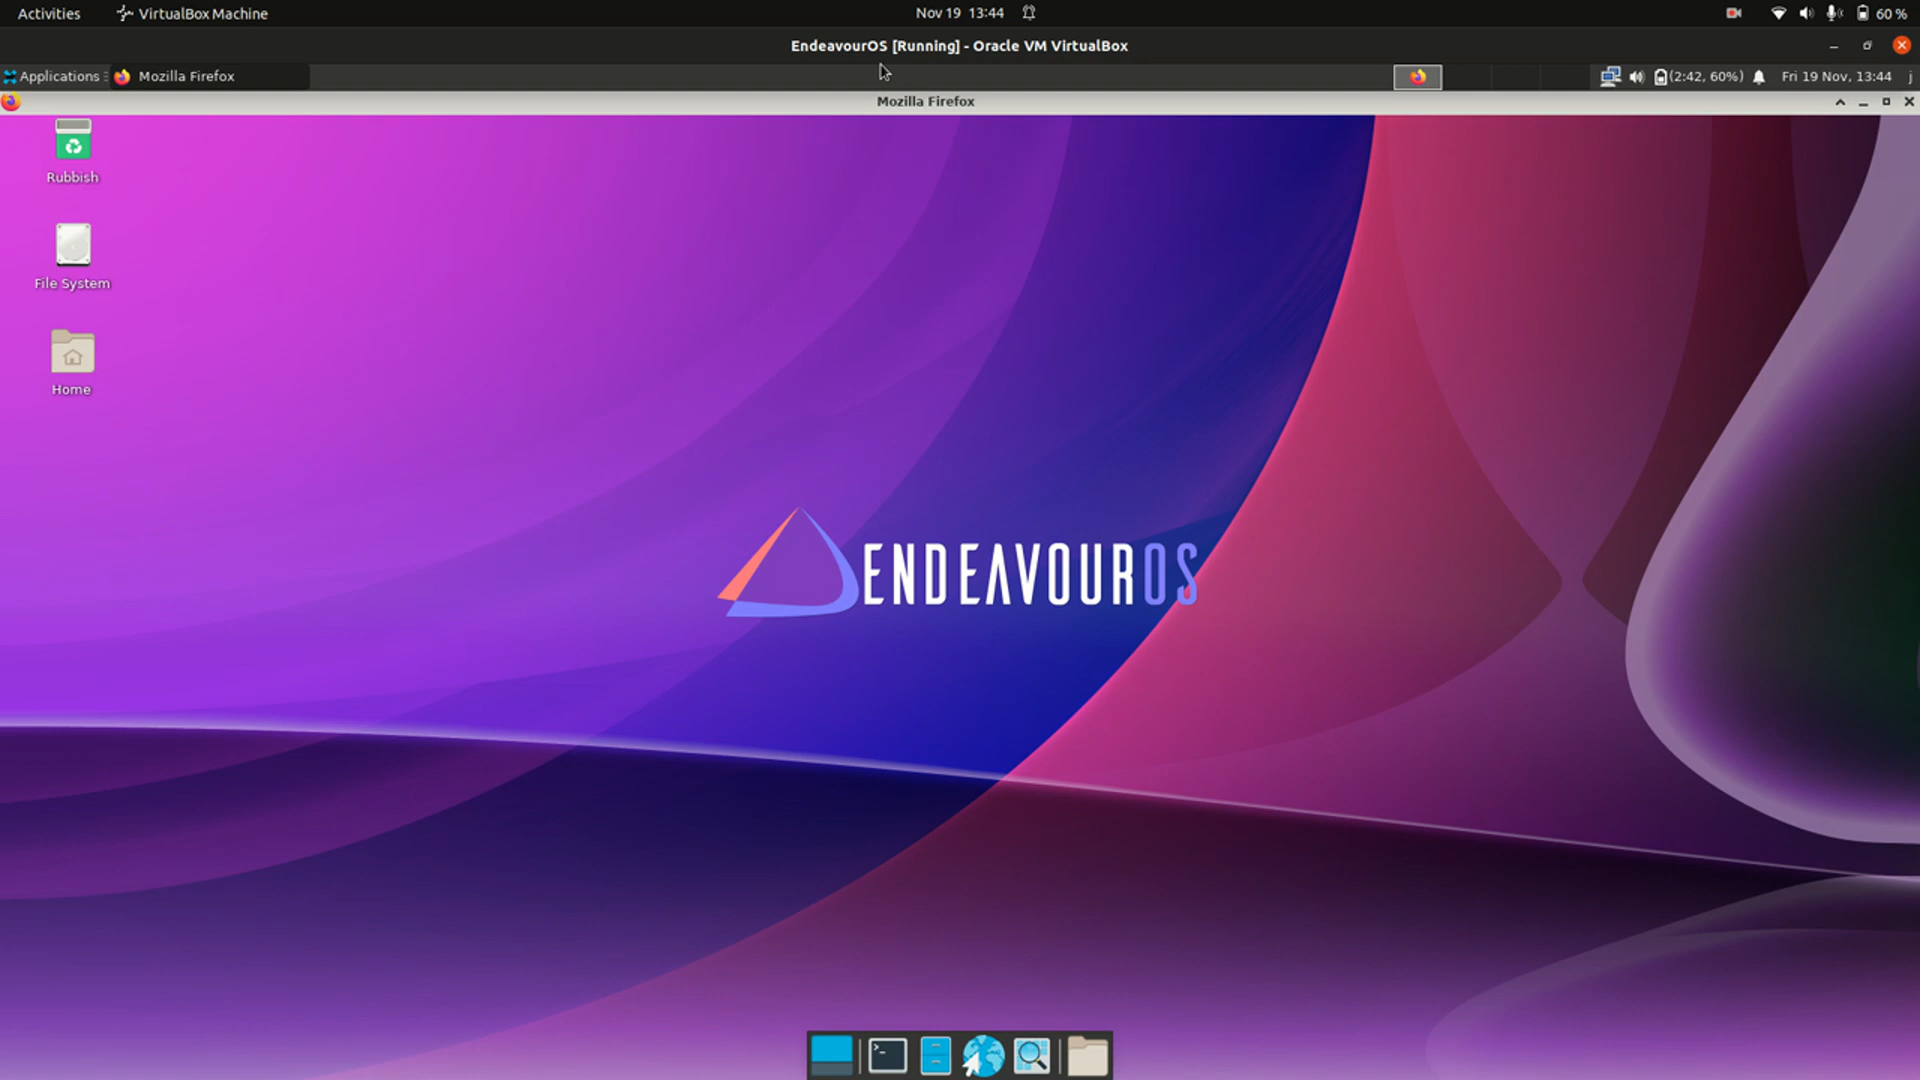 Activities
VirtualBox Machine
Nov 19 13:44
60 %
EndeavourOS [Running] - Oracle VM VirtualBox
Applications
Mozilla Firefox
(2:42, 60%)
Fri 19 Nov, 13:44
j
Mozilla Firefox
Rubbish
File System
Home
ENDEAVOUROS